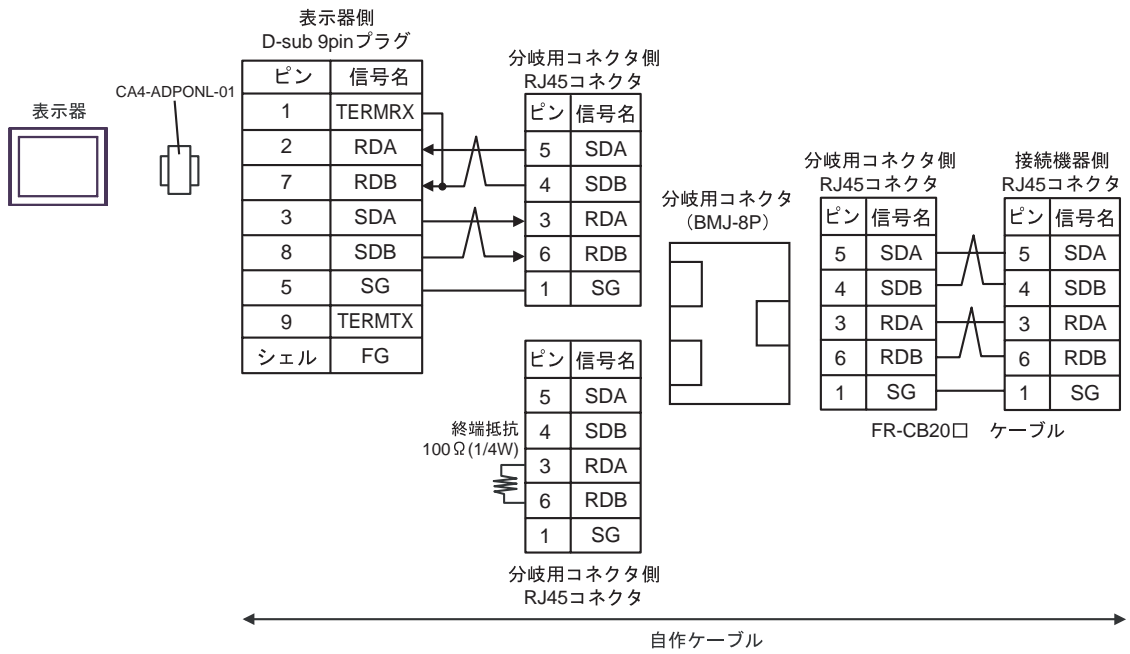 表示器
CA4-ADPONL-01
表示器側
D-sub 9pinプラグ
ピン 信号名
1 TERMRX
2 RDA
7 RDB
3 SDA
8 SDB
5 SG
9 TERMTX
シェル FG
分岐用コネクタ側
RJ45コネクタ
ピン 信号名
5 SDA
4 SDB
3 RDA
6 RDB
1 SG
終端抵抗
100Ω(1/4W)
ピン 信号名
5 SDA
4 SDB
3 RDA
6 RDB
1 SG
分岐用コネクタ側
RJ45コネクタ
分岐用コネクタ
(BMJ-8P)
分岐用コネクタ側
RJ45コネクタ
ピン 信号名
5 SDA
4 SDB
3 RDA
6 RDB
1 SG
接続機器側
RJ45コネクタ
ピン 信号名
5 SDA
4 SDB
3 RDA
6 RDB
1 SG
FR-CB20□ ケーブル
自作ケーブル